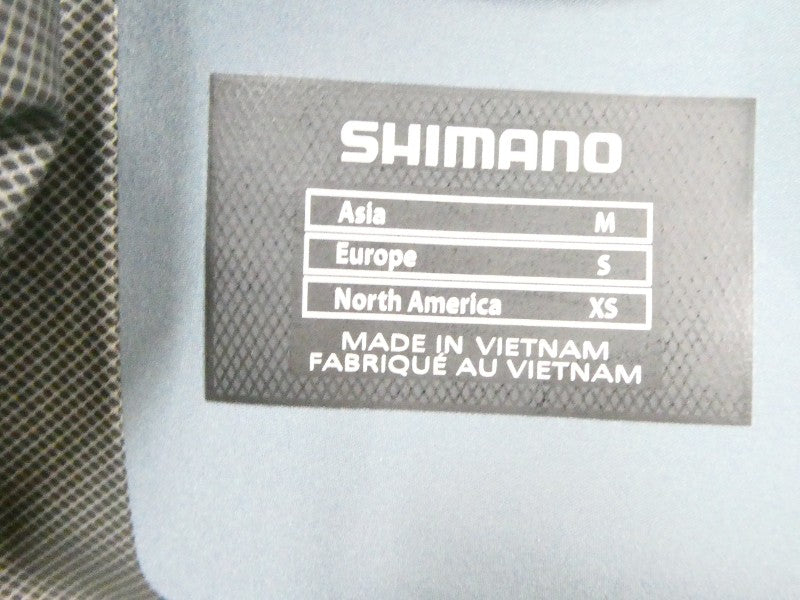 SHIMANO
Asia M
Europe S
North America XS
MADE IN VIETNAM
FABRIQUÉ AU VIETNAM